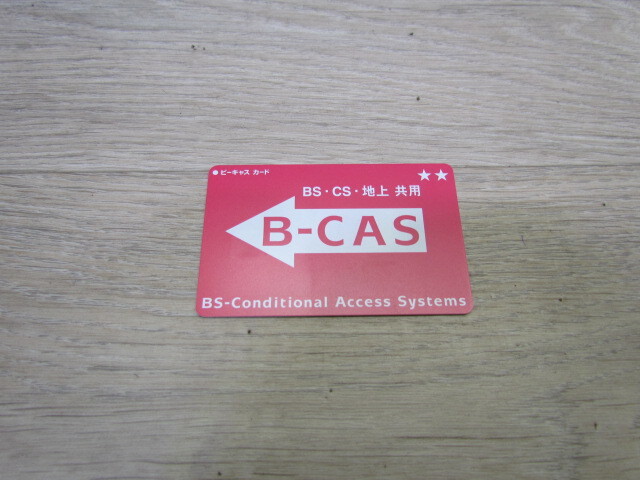 ●ビーキャス カード
★★
BS・CS・地上 共用
B-CAS
BS-Conditional Access Systems